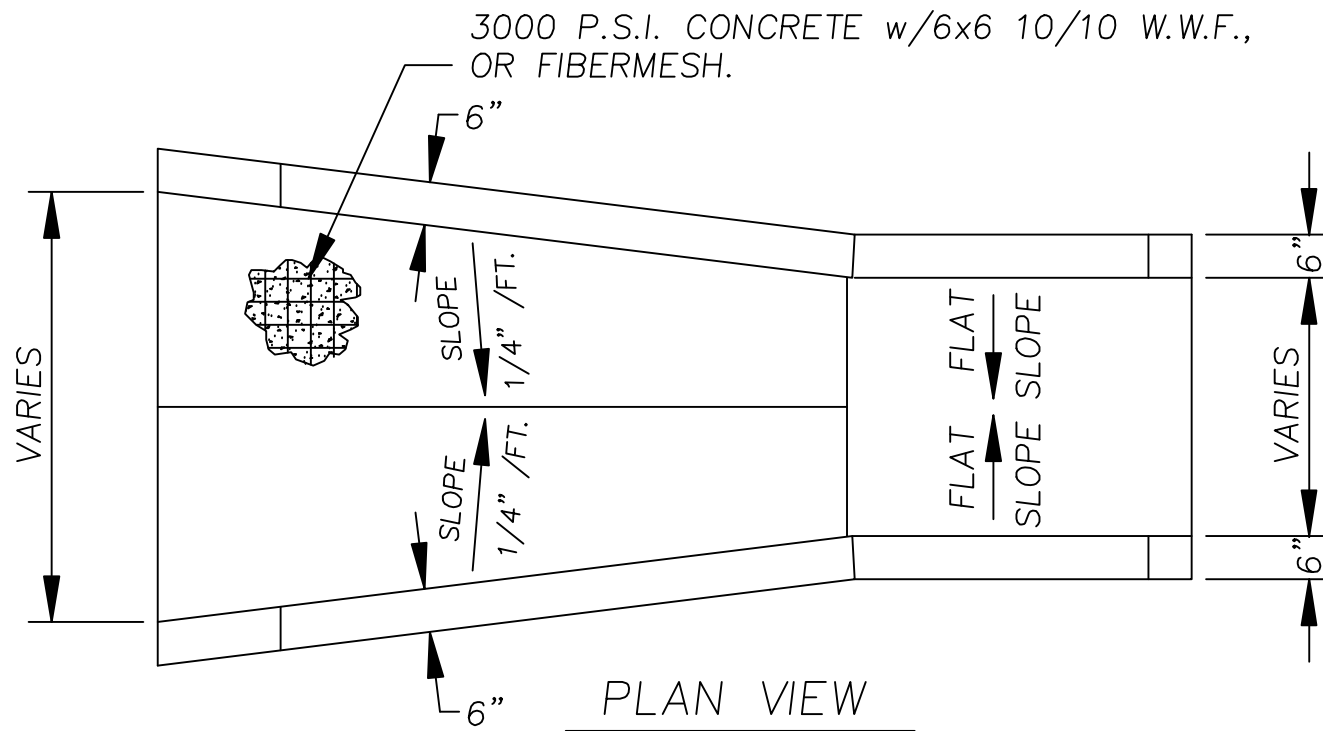 3000 P.S.I. CONCRETE w/6x6 10/10 W.W.F.,
OR FIBERMESH.
6"
VARIES
SLOPE
1/4" /FT.
SLOPE
1/4" /FT.
FLAT
SLOPE
FLAT
SLOPE
6"
VARIES
6"
6"
PLAN VIEW